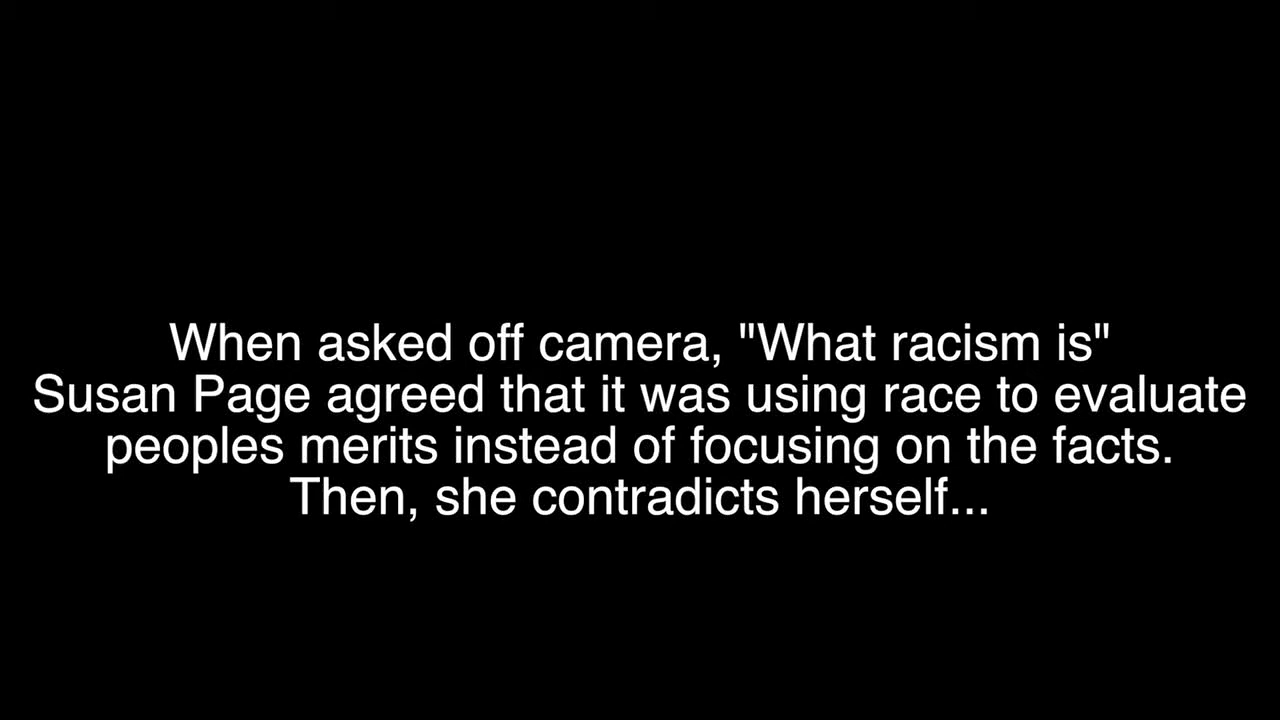 When asked off camera, "What racism is"
Susan Page agreed that it was using race to evaluate
peoples merits instead of focusing on the facts.
Then, she contradicts herself...